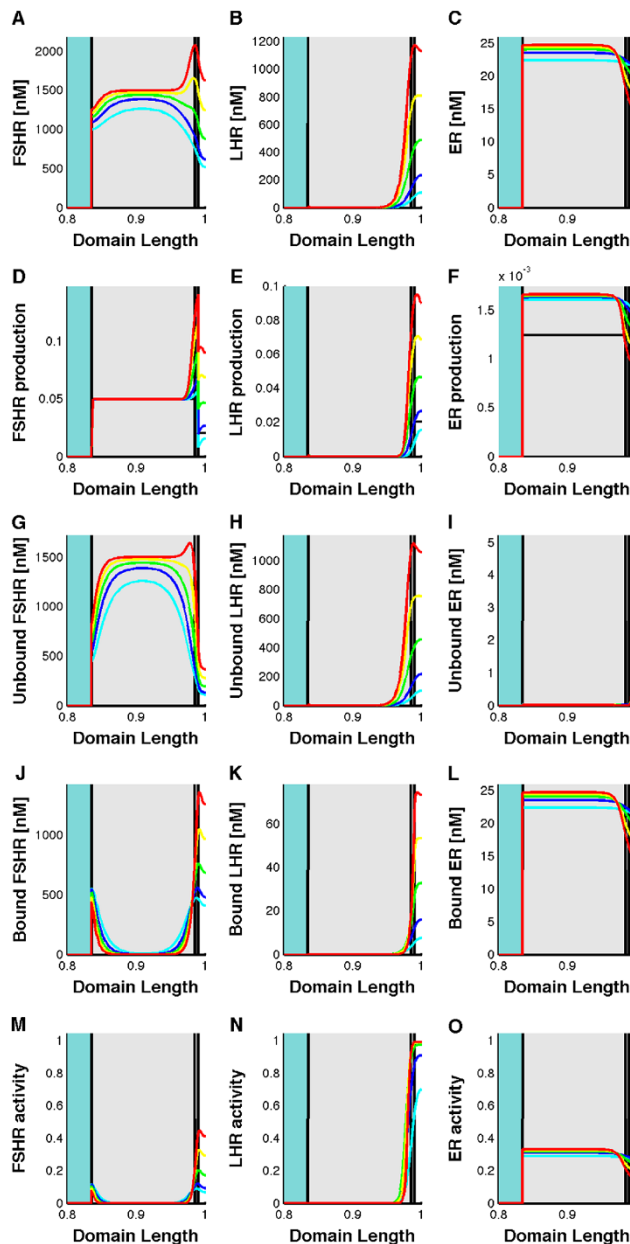 A
B
C
FSHR [nM]
2000
1500
1000
500
0
0.8
0.9
1
Domain Length
LHR [nM]
1200
1000
800
600
400
200
0
0.8
0.9
1
Domain Length
ER [nM]
25
20
15
10
5
0
0.8
0.9
Domain Length
D
E
F
FSHR production
0.1
0.05
0
0.8
0.9
1
Domain Length
LHR production
0.1
0.08
0.06
0.04
0.02
0
0.8
0.9
1
Domain Length
ER production
x 10⁻³
1.5
1
0.5
0
0.8
0.9
Domain Length
G
H
I
Unbound FSHR [nM]
1500
1000
500
0
0.8
0.9
1
Domain Length
Unbound LHR [nM]
1000
800
600
400
200
0
0.8
0.9
1
Domain Length
Unbound ER [nM]
5
4
3
2
1
0
0.8
0.9
Domain Length
J
K
L
Bound FSHR [nM]
1000
500
0
0.8
0.9
1
Domain Length
Bound LHR [nM]
60
40
20
0
0.8
0.9
1
Domain Length
Bound ER [nM]
25
20
15
10
5
0
0.8
0.9
Domain Length
M
N
O
FSHR activity
1
0.8
0.6
0.4
0.2
0
0.8
0.9
1
Domain Length
LHR activity
1
0.8
0.6
0.4
0.2
0
0.8
0.9
1
Domain Length
ER activity
1
0.8
0.6
0.4
0.2
0
0.8
0.9
Domain Length